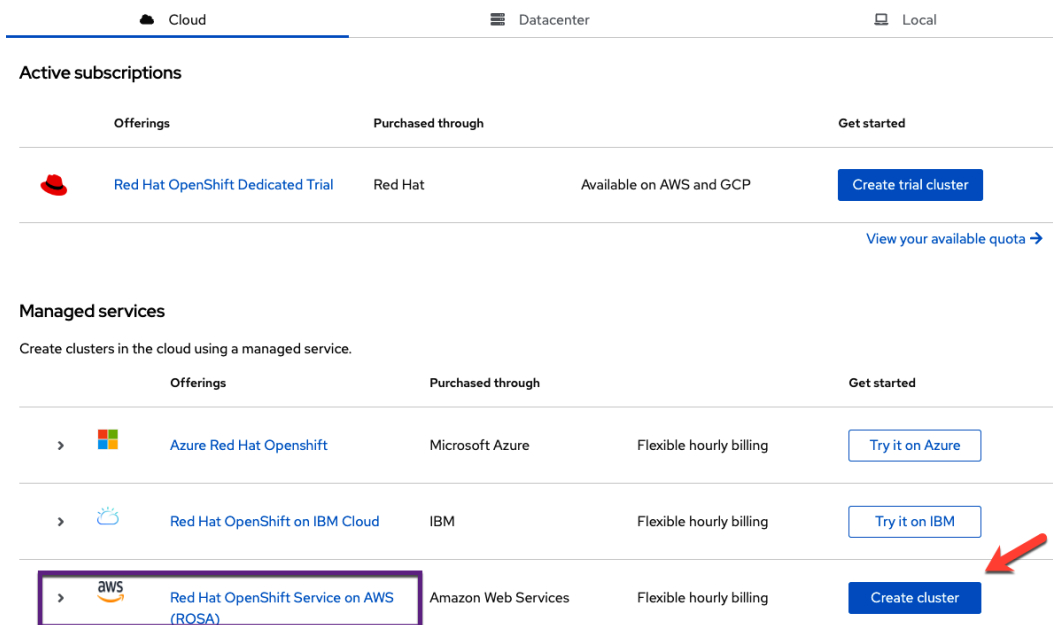 Cloud
Datacenter
Local
Active subscriptions
Offerings
Purchased through
Get started
Red Hat OpenShift Dedicated Trial
Red Hat
Available on AWS and GCP
Create trial cluster
View your available quota
Managed services
Create clusters in the cloud using a managed service.
Offerings
Purchased through
Get started
Azure Red Hat Openshift
Microsoft Azure
Flexible hourly billing
Try it on Azure
Red Hat OpenShift on IBM Cloud
IBM
Flexible hourly billing
Try it on IBM
aws
Red Hat OpenShift Service on AWS
(ROSA)
Amazon Web Services
Flexible hourly billing
Create cluster